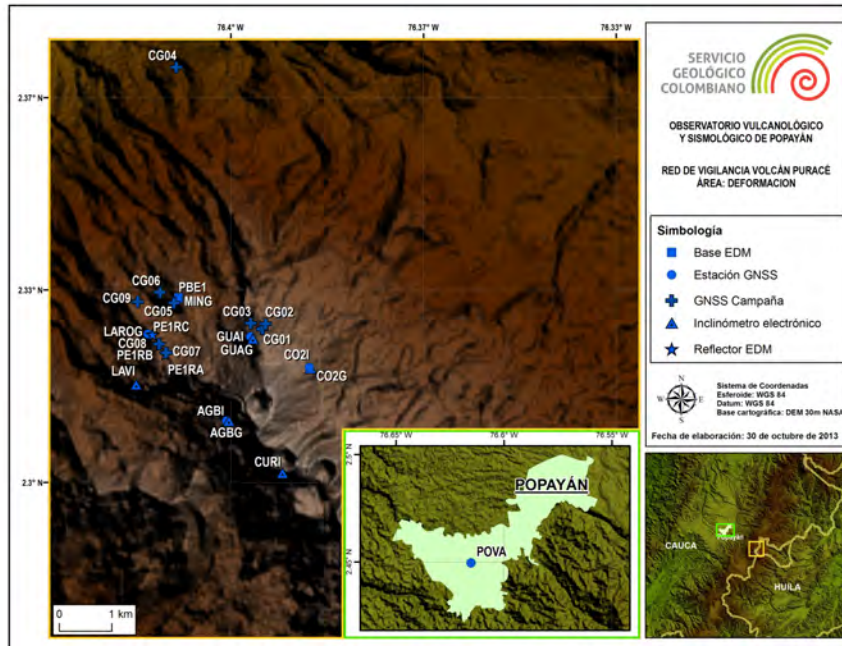 76.4° W
76.37° W
76.33° W
2.37° N
2.33° N
2.3° N
CG04
CG06
PBE1
CG09
MING
CG05
PE1RC
LAROG
CG08
PE1RB
CG07
LAVI
PE1RA
CG03
CG02
GUAI
CG01
GUAG
CO2I
CO2G
AGBI
AGBG
CURI
0
1 km
76.65° W
76.6° W
76.55° W
2.5° N
2.45° N
POPAYÁN
POVA
SERVICIO
GEOLÓGICO
COLOMBIANO
OBSERVATORIO VULCANOLÓGICO
Y SISMOLÓGICO DE POPAYÁN
RED DE VIGILANCIA VOLCÁN PURACÉ
ÁREA: DEFORMACION
Simbología
Base EDM
Estación GNSS
GNSS Campaña
Inclinómetro electrónico
Reflector EDM
N
W
E
S
Sistema de Coordenadas
Esferoide: WGS 84
Datum: WGS 84
Base cartográfica: DEM 30m NASA
Fecha de elaboración: 30 de octubre de 2013
Popayán
CAUCA
HUILA